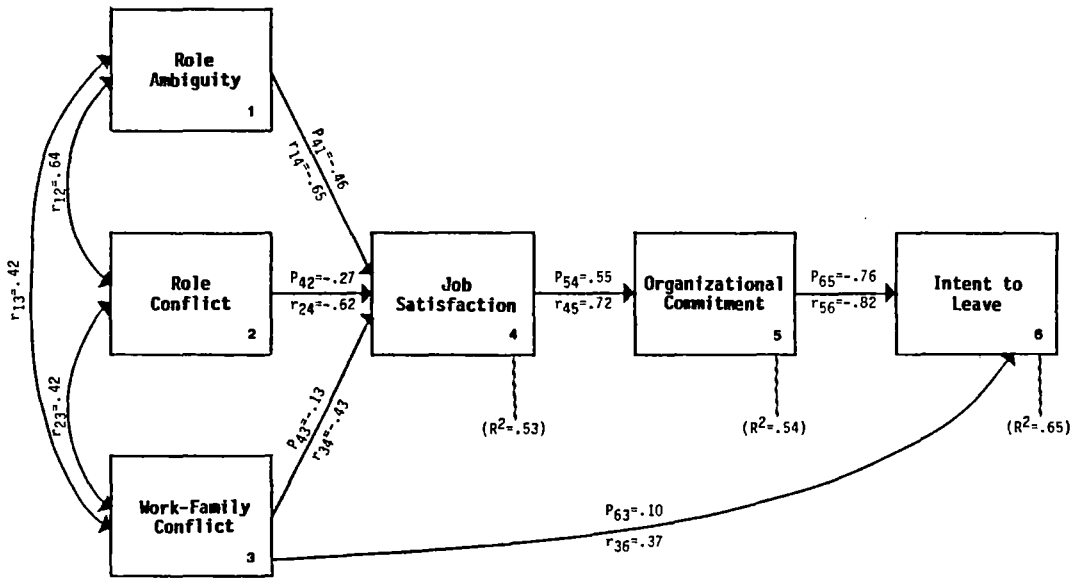 Role
Ambiguity
1
r13=.42
r12=.64
P41=-.46
r14=-.65
Role
Conflict
2
P42=-.27
r24=-.62
Job
Satisfaction
4
P54=.55
r45=.72
Organizational
Commitment
5
P65=-.76
r56=-.82
Intent to
Leave
6
r23=.42
P43=-.13
r34=-.43
(R2=.53)
(R2=.54)
(R2=.65)
Work-Family
Conflict
3
P63=.10
r36=.37